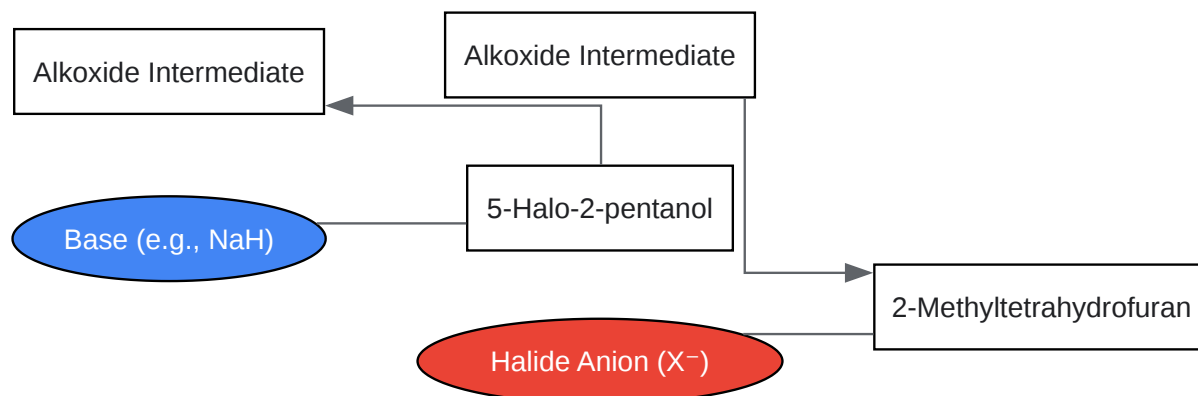 Alkoxide Intermediate
Alkoxide Intermediate
5-Halo-2-pentanol
Base (e.g., NaH)
2-Methyltetrahydrofuran
Halide Anion (X⁻)